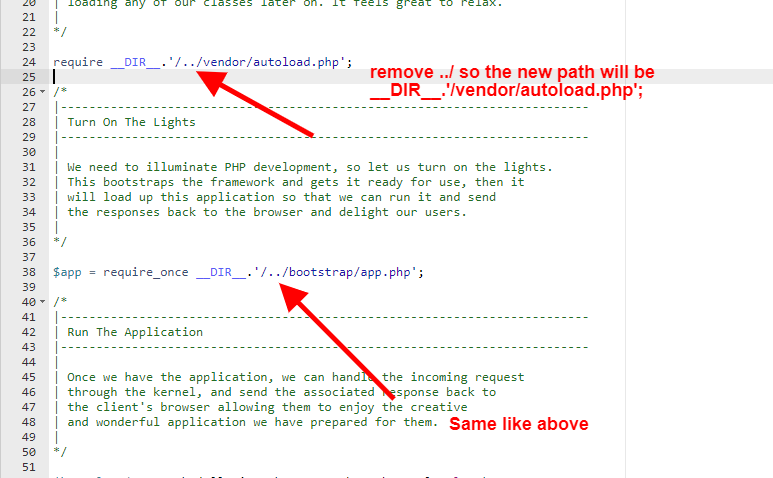 20 | loading any of our classes later on. It feels great to relax.
21 |
22 */
23
24 require __DIR__.'/../vendor/autoload.php';
25
remove ../ so the new path will be
__DIR__.'/vendor/autoload.php';
26 /*
27 |--------------------------------------------------------------------------
28 | Turn On The Lights
29 |--------------------------------------------------------------------------
30 |
31 | We need to illuminate PHP development, so let us turn on the lights.
32 | This bootstraps the framework and gets it ready for use, then it
33 | will load up this application so that we can run it and send
34 | the responses back to the browser and delight our users.
35 |
36 */
37
38 $app = require_once __DIR__.'/../bootstrap/app.php';
39
40 /*
41 |--------------------------------------------------------------------------
42 | Run The Application
43 |--------------------------------------------------------------------------
44 |
45 | Once we have the application, we can handle the incoming request
46 | through the kernel, and send the associated response back to
47 | the client's browser allowing them to enjoy the creative
48 | and wonderful application we have prepared for them.
Same like above
49 |
50 */
51